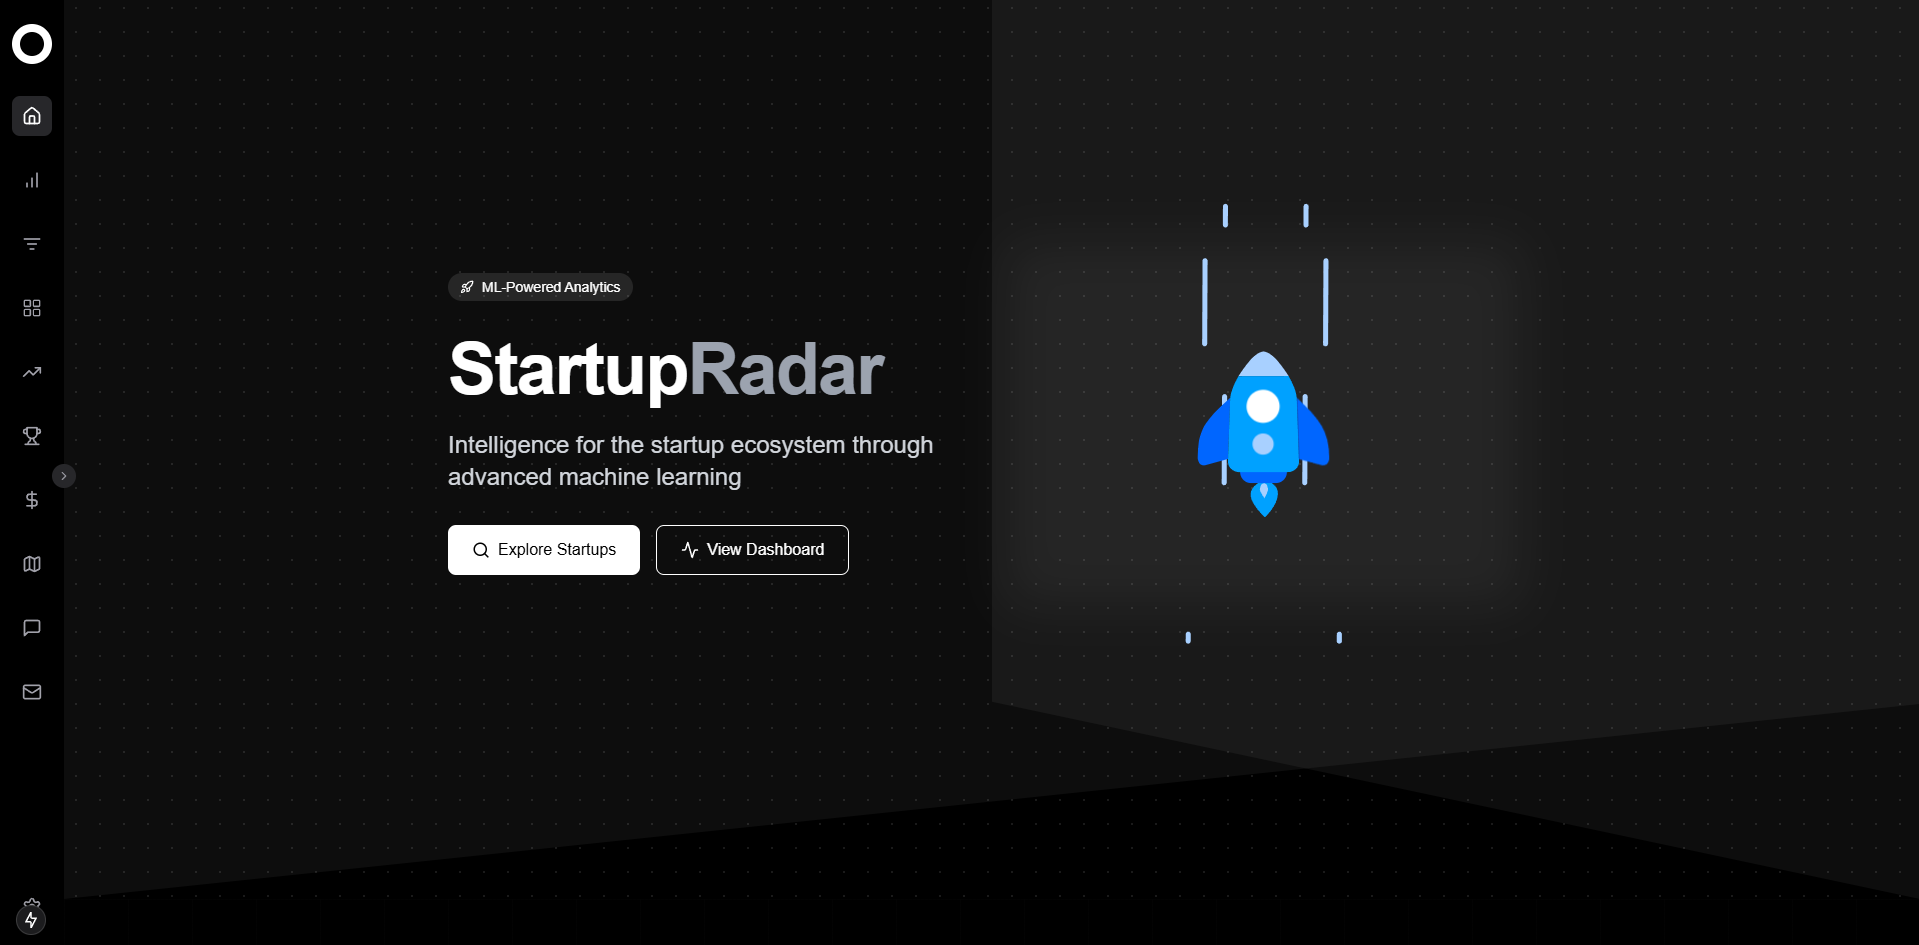 ML-Powered Analytics
StartupRadar
Intelligence for the startup ecosystem through
advanced machine learning
Explore Startups
View Dashboard